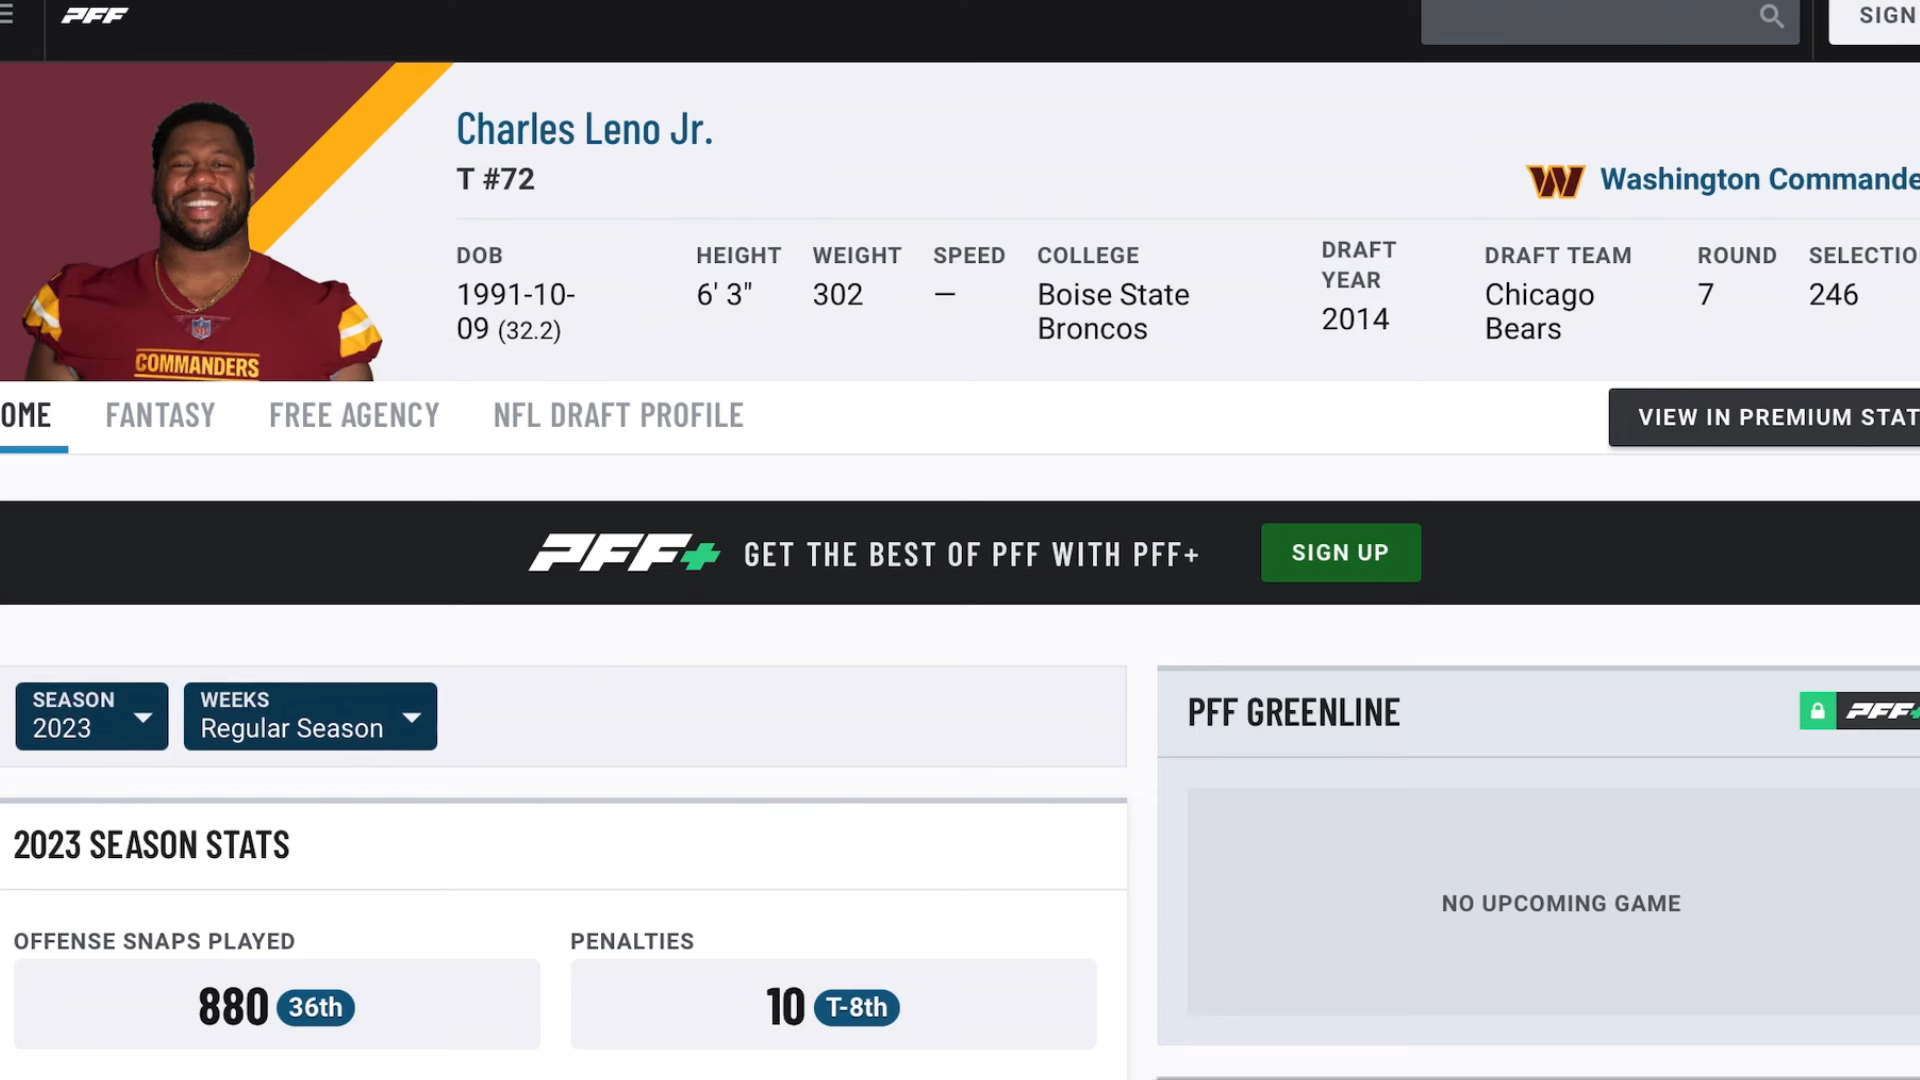 PFF
SIGN
Charles Leno Jr.
T #72
Washington Commande
DOB
HEIGHT
WEIGHT
SPEED
COLLEGE
DRAFT
YEAR
DRAFT TEAM
ROUND
SELECTIO
1991-10-
09 (32.2)
6' 3"
302
—
Boise State
Broncos
2014
Chicago
Bears
7
246
COMMANDERS
OME
FANTASY
FREE AGENCY
NFL DRAFT PROFILE
VIEW IN PREMIUM STAT
PFF+ GET THE BEST OF PFF WITH PFF+
SIGN UP
SEASON
2023
WEEKS
Regular Season
PFF GREENLINE
PFF+
2023 SEASON STATS
NO UPCOMING GAME
OFFENSE SNAPS PLAYED
PENALTIES
880 36th
10 T-8th